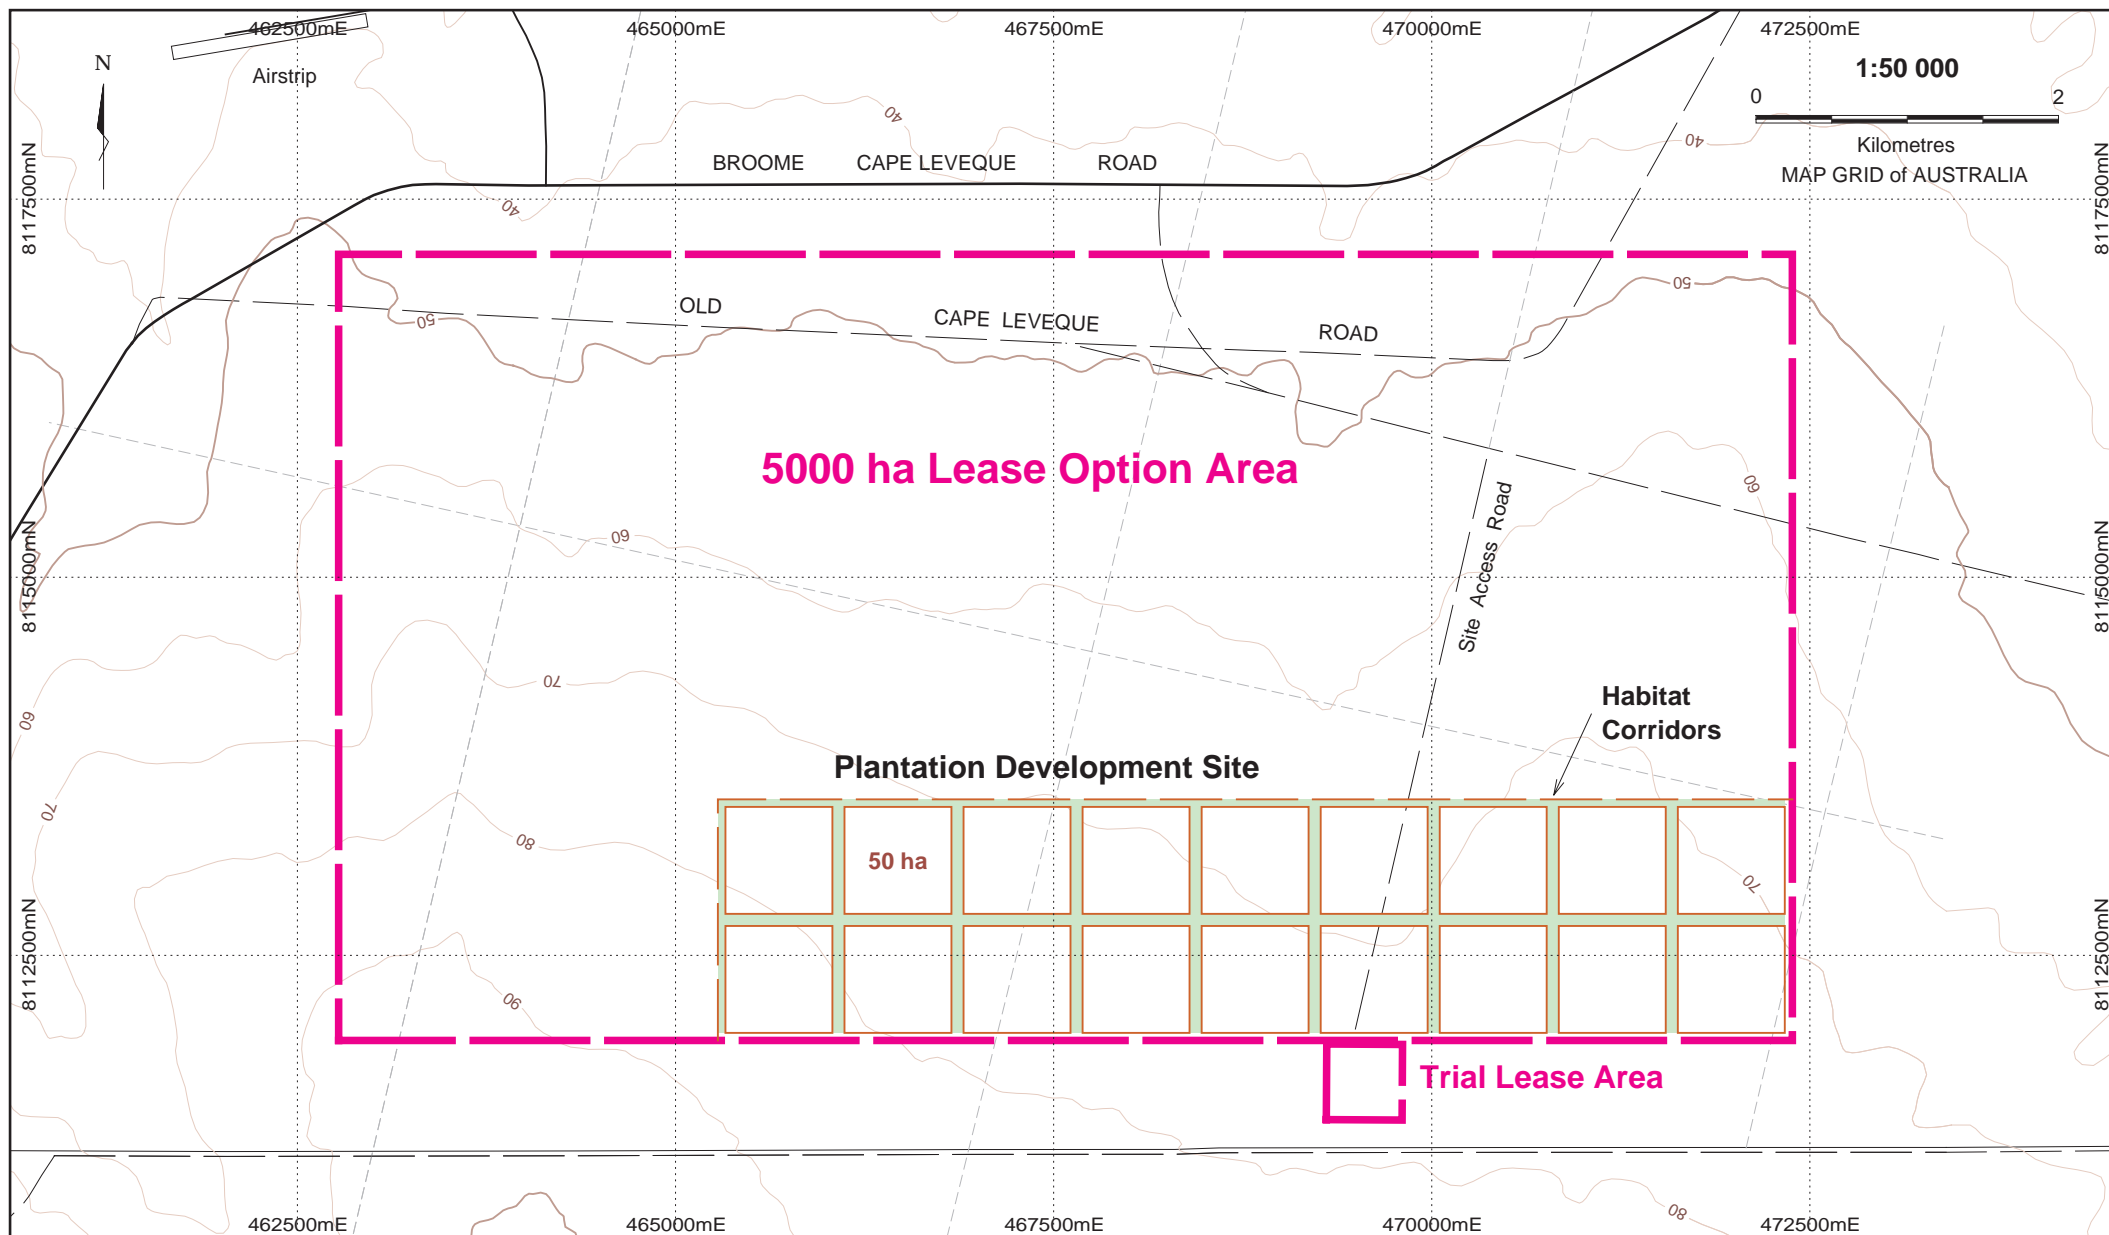 462500mE
465000mE
467500mE
470000mE
472500mE
N
Airstrip
1:50 000
0
2
Kilometres
MAP GRID of AUSTRALIA
40
40
BROOME CAPE LEVEQUE ROAD
8117500mN
8117500mN
40
50
50
OLD CAPE LEVEQUE ROAD
5000 ha Lease Option Area
60
60
Site Access Road
8115000mN
8115000mN
70
60
Habitat
Corridors
Plantation Development Site
70
80
50 ha
70
8112500mN
8112500mN
90
Trial Lease Area
80
462500mE
465000mE
467500mE
470000mE
472500mE